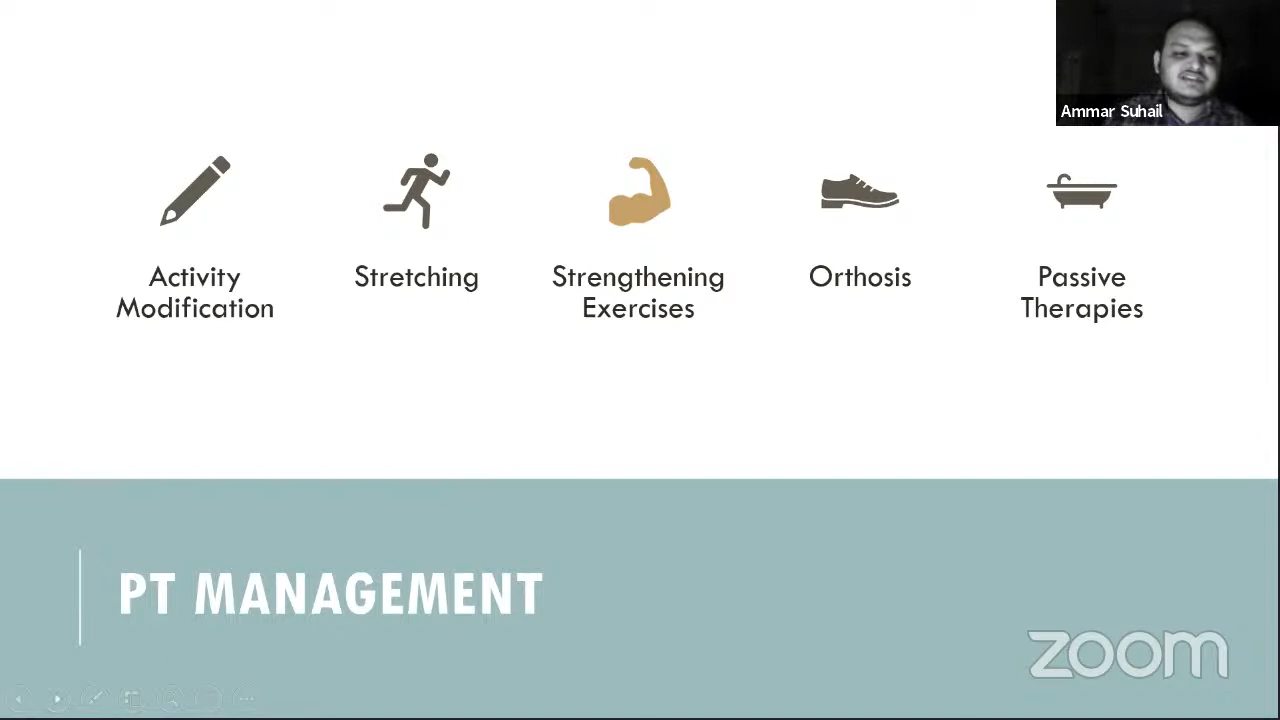 Ammar Suhail
Activity
Modification
Stretching
Strengthening
Exercises
Orthosis
Passive
Therapies
PT MANAGEMENT
zoom